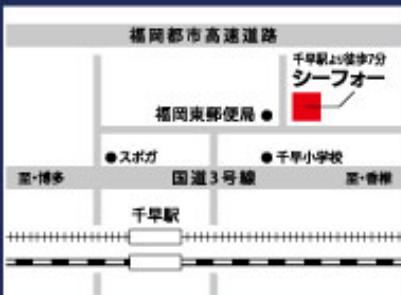 福岡都市高速道路
千早駅より徒歩7分
シーフォー
福岡東郵便局
スポガ
千早小学校
至・博多
国道3号線
至・香椎
千早駅